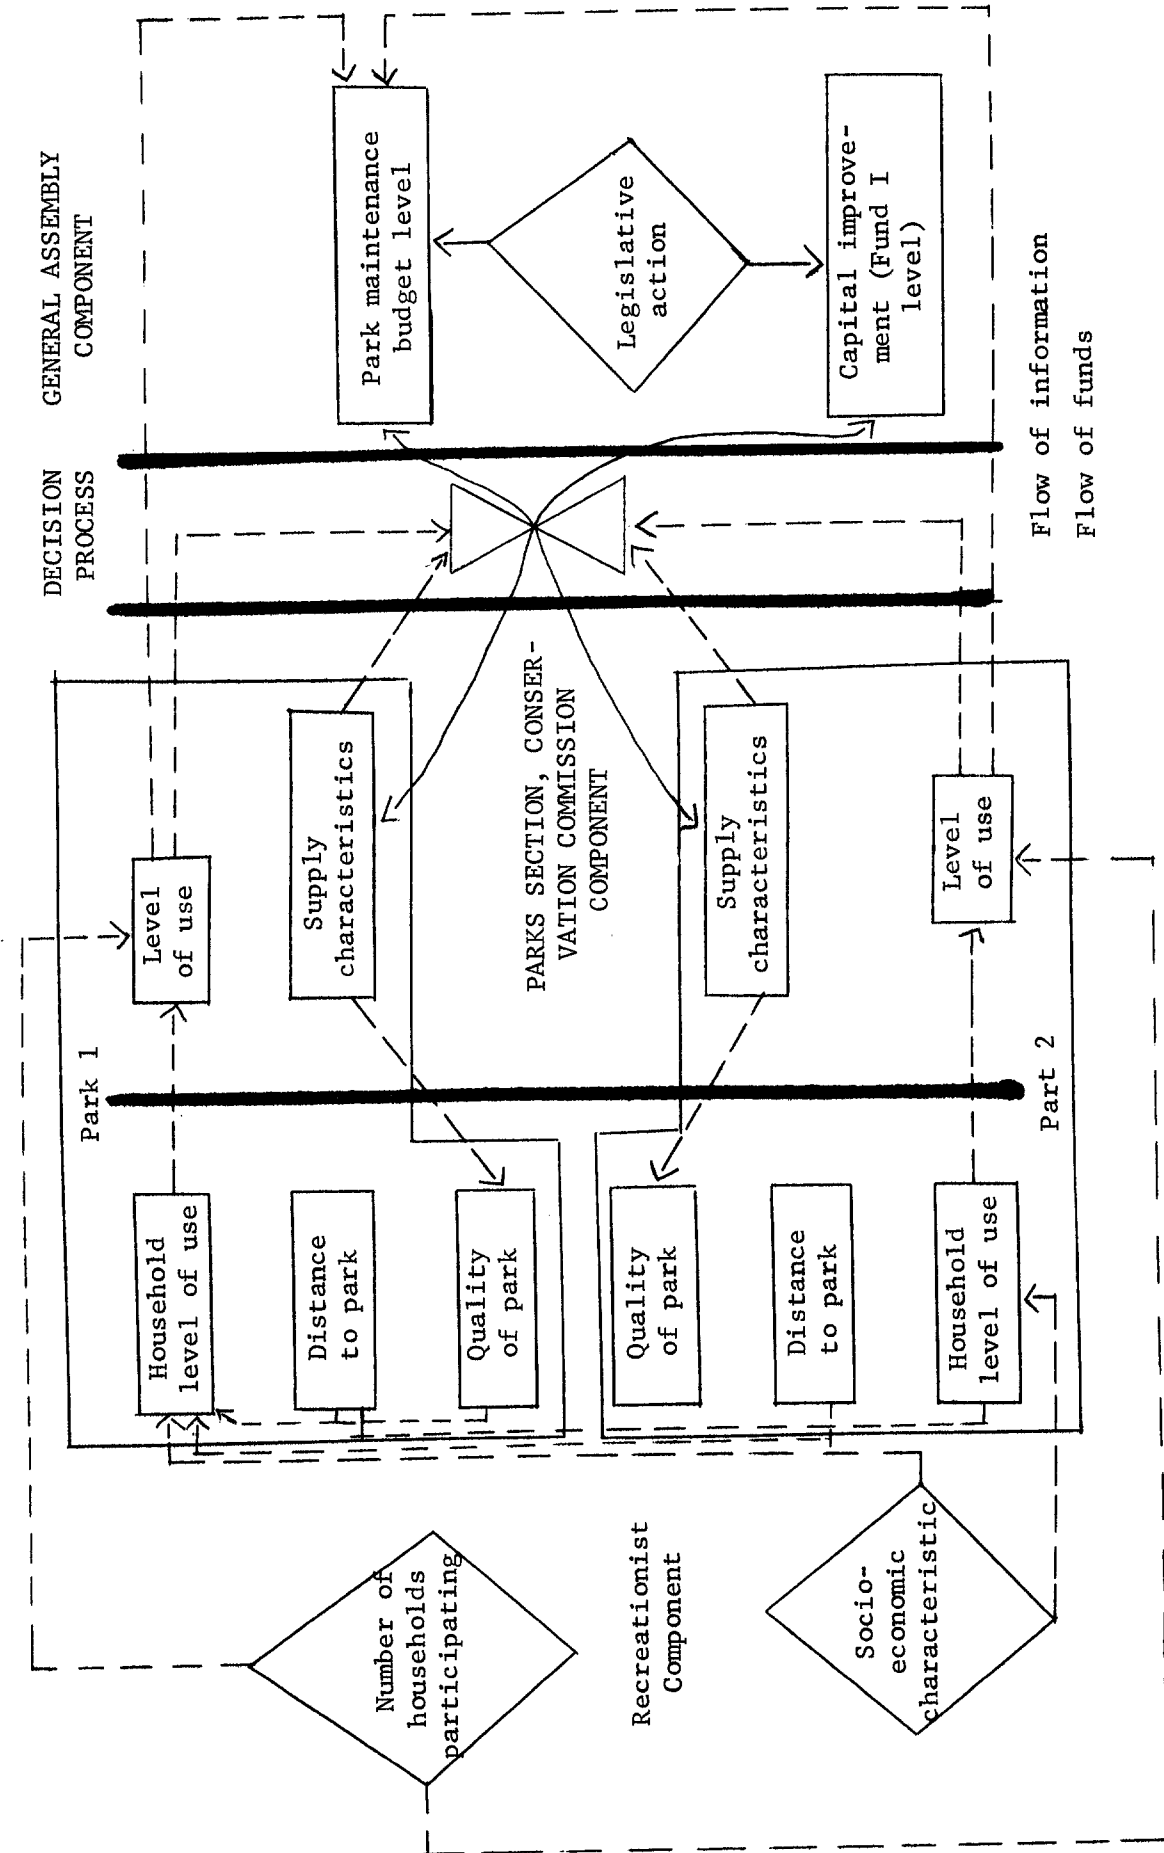 GENERAL ASSEMBLY
COMPONENT
DECISION
PROCESS
Park maintenance
budget level
Legislative
action
Capital improve-
ment (Fund I
level)
Flow of information
Flow of funds
Park 1
Level
of use
Supply
characteristics
PARKS SECTION, CONSER-
VATION COMMISSION
COMPONENT
Supply
characteristics
Level
of use
Part 2
Household
level of use
Distance
to park
Quality
of park
Quality
of park
Distance
to park
Household
level of use
Number of
households
participating
Recreationist
Component
Socio-
economic
characteristic